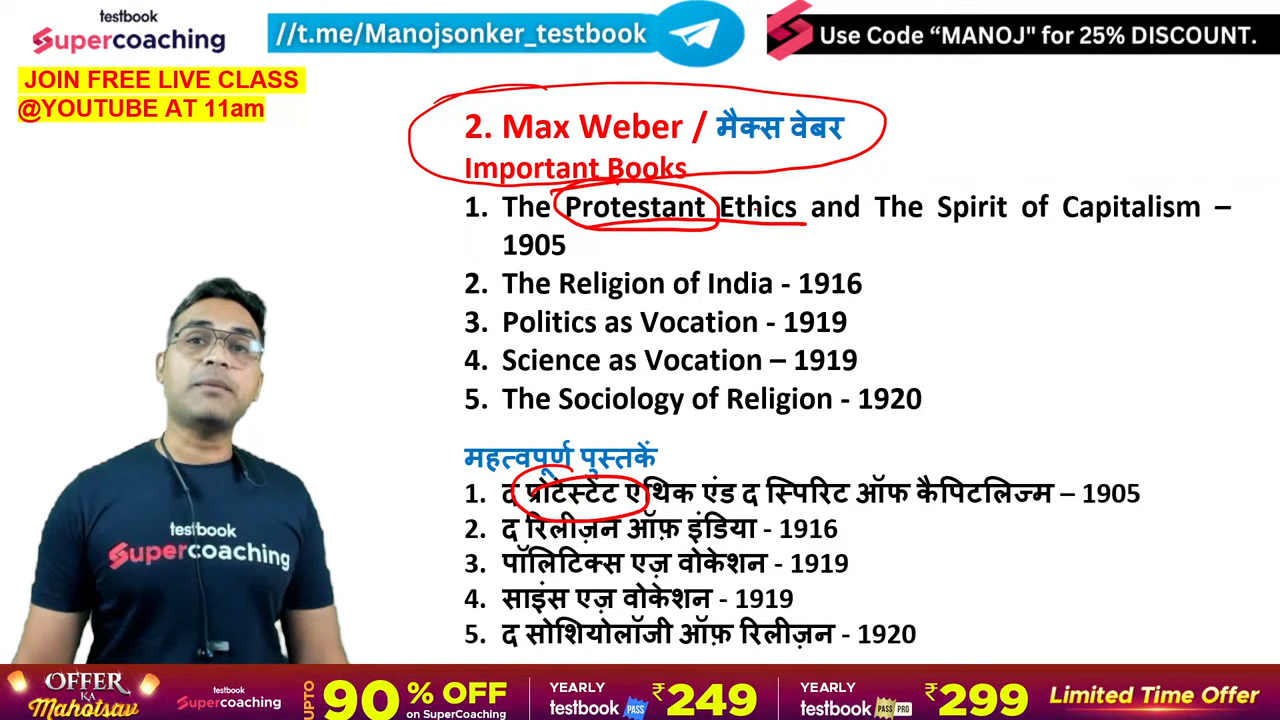 testbook
Supercoaching
//t.me/Manojsonker_testbook
Use Code “MANOJ" for 25% DISCOUNT.
JOIN FREE LIVE CLASS
@YOUTUBE AT 11am
2. Max Weber / मैक्स वेबर
Important Books
1. The Protestant Ethics and The Spirit of Capitalism –
1905
2. The Religion of India - 1916
3. Politics as Vocation - 1919
4. Science as Vocation – 1919
5. The Sociology of Religion - 1920
महत्वपूर्ण पुस्तकें
1. द प्रोटेस्टेंट एथिक एंड द स्पिरिट ऑफ कैपिटलिज्म – 1905
2. द रिलीज़न ऑफ़ इंडिया - 1916
3. पॉलिटिक्स एज़ वोकेशन - 1919
4. साइंस एज़ वोकेशन - 1919
5. द सोशियोलॉजी ऑफ़ रिलीज़न - 1920
testbook
Supercoaching
OFFER
KA
Mahotsav
testbook
Supercoaching
UPTO 90% OFF
on SuperCoaching
YEARLY
testbook PASS
₹249
YEARLY
testbook PASS PRO
₹299
Limited Time Offer